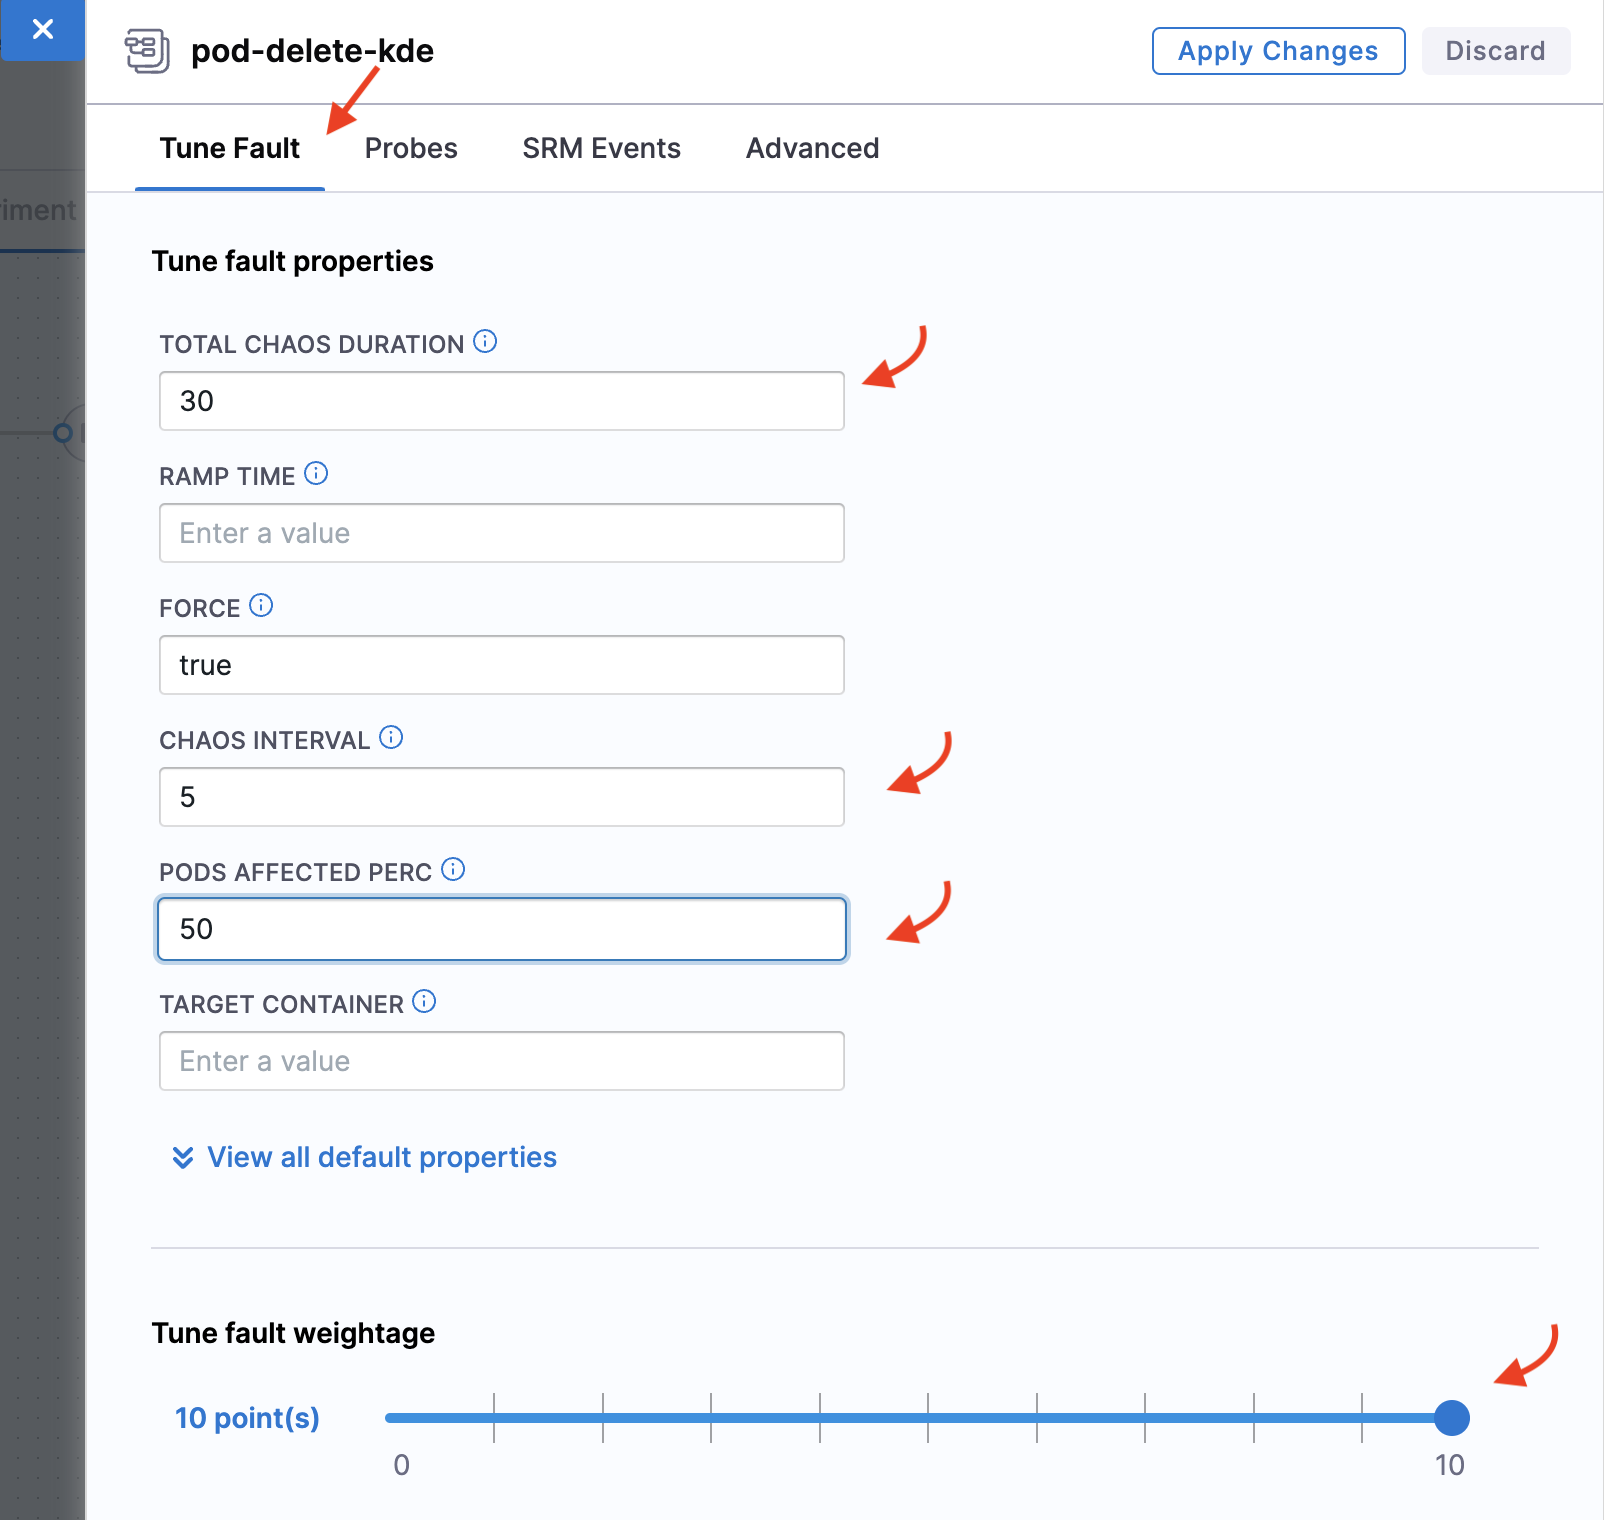 pod-delete-kde
Apply Changes
Discard
Tune Fault
Probes
SRM Events
Advanced
riment
Tune fault properties
TOTAL CHAOS DURATION
30
RAMP TIME
Enter a value
FORCE
true
CHAOS INTERVAL
5
PODS AFFECTED PERC
50
TARGET CONTAINER
Enter a value
View all default properties
Tune fault weightage
10 point(s)
0
10